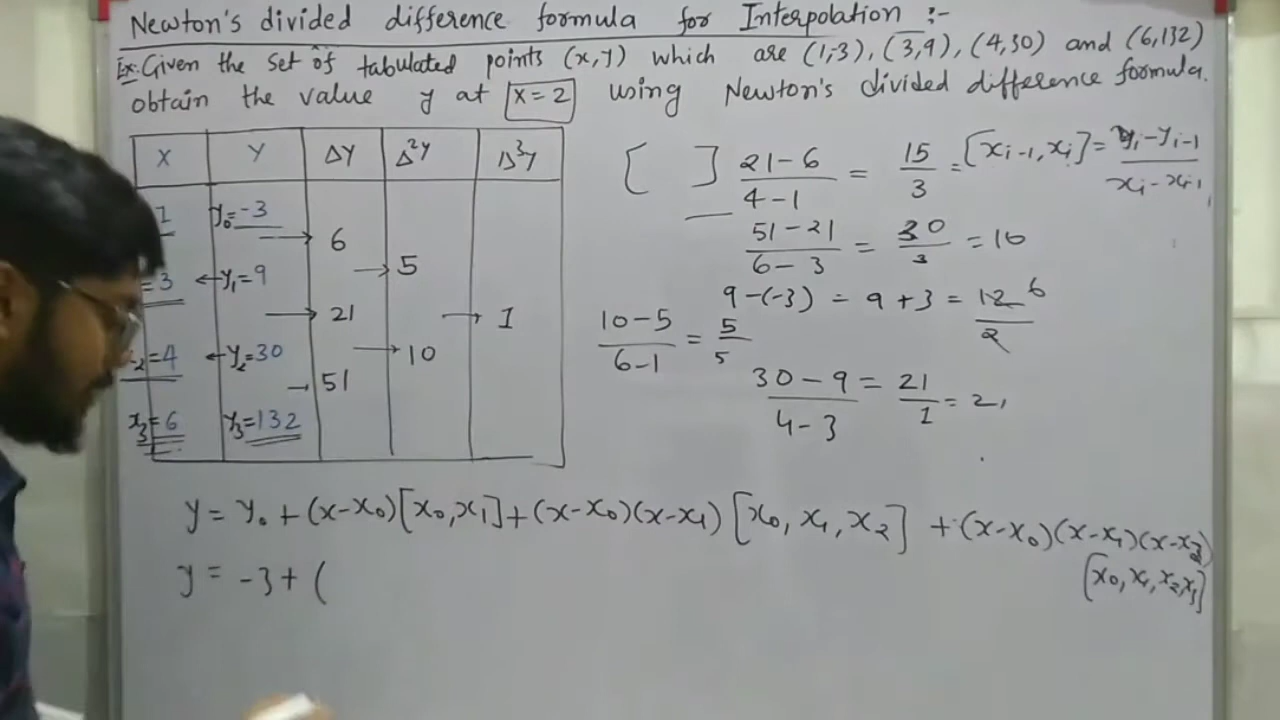 Newton's divided difference formula for Interpolation :-
Ex:- Given the set of tabulated points (x,y) which are (1,-3), (3,9), (4,30) and (6,132)
obtain the value y at x=2 using Newton's divided difference formula.
X Y ΔY Δ²Y Δ³Y
1 y₀=-3
6
=3 y₁=9
5
21
1
=4 y₂=30
10
51
x₃=6 y₃=132
[ ] 21-6/4-1 = 15/3 = [xi-1, xi] = yi-yi-1/xi-xi-1
51-21/6-3 = 30/3 = 10
9-(-3) = 9+3 = 12/2 6
10-5/6-1 = 5/5
30-9/4-3 = 21/1 = 21
y = y₀ + (x-x₀)[x₀,x₁] + (x-x₀)(x-x₁)[x₀, x₁, x₂] + (x-x₀)(x-x₁)(x-x₂)
[x₀, x₁, x₂, x₃]
y = -3 + (